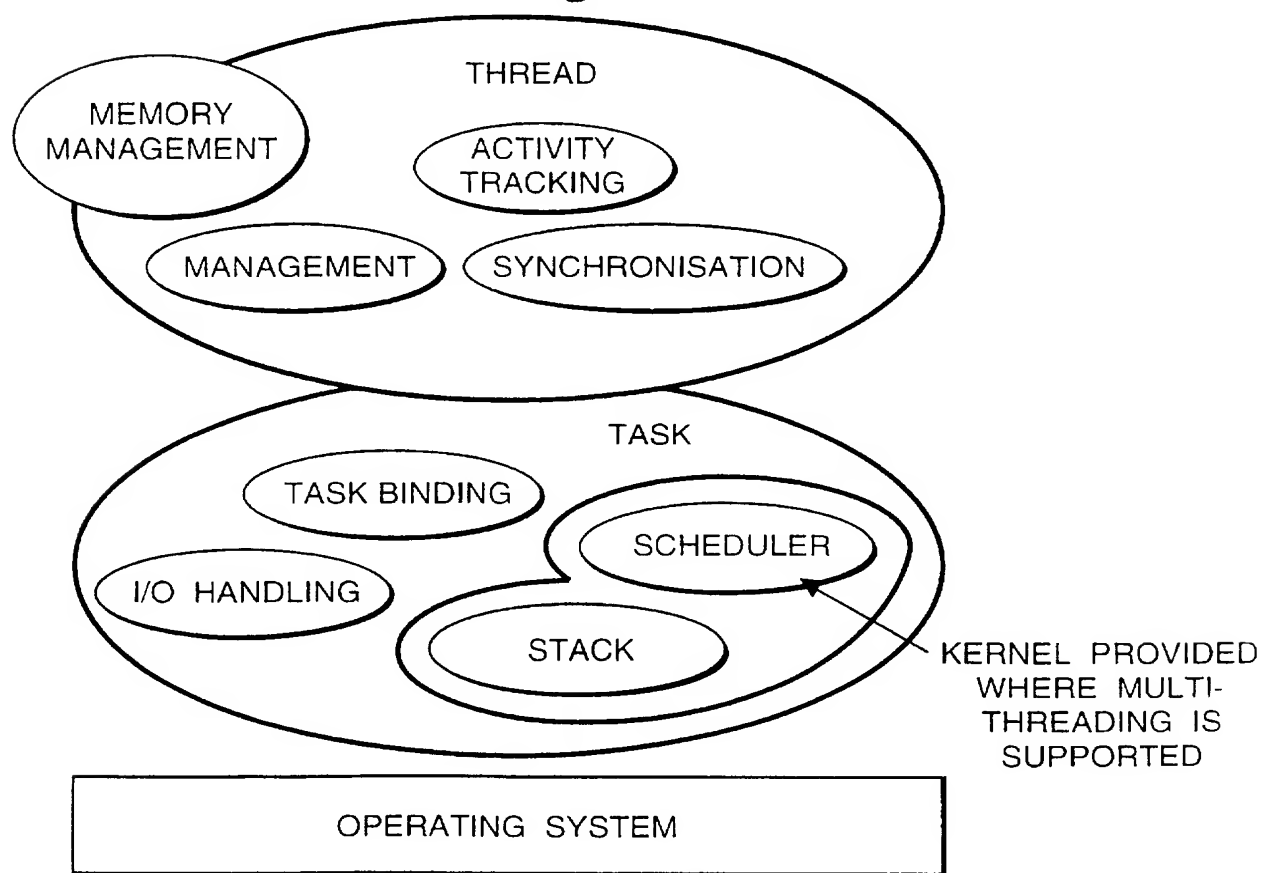 THREAD
MEMORY
MANAGEMENT
ACTIVITY
TRACKING
MANAGEMENT
SYNCHRONISATION
TASK
TASK BINDING
SCHEDULER
I/O HANDLING
STACK
KERNEL PROVIDED
WHERE MULTI-
THREADING IS
SUPPORTED
OPERATING SYSTEM